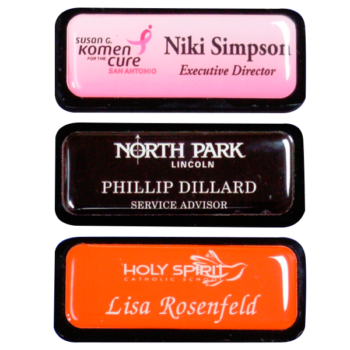 SUSAN G.
Komen
FOR THE
cure
SAN ANTONIO
Niki Simpson
Executive Director
NORTH PARK
LINCOLN
PHILLIP DILLARD
SERVICE ADVISOR
HOLY SPIRIT
CATHOLIC SCHOOL
Lisa Rosenfeld